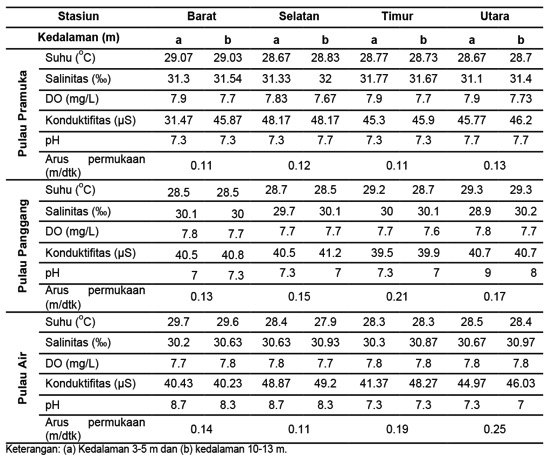 Stasiun Barat Selatan Timur Utara
Kedalaman (m) a b a b a b a b
Pulau Pramuka
Suhu (°C) 29.07 29.03 28.67 28.83 28.77 28.73 28.67 28.7
Salinitas (‰) 31.3 31.54 31.33 32 31.77 31.67 31.1 31.4
DO (mg/L) 7.9 7.7 7.83 7.67 7.9 7.7 7.9 7.73
Konduktifitas (µS) 31.47 45.87 48.17 48.17 45.3 45.9 45.77 46.2
pH 7.3 7.3 7.3 7.7 7.3 7.3 7.7 7.7
Arus permukaan
(m/dtk) 0.11 0.12 0.11 0.13
Pulau Panggang
Suhu (°C) 28.5 28.5 28.7 28.5 29.2 28.7 29.3 29.3
Salinitas (‰) 30.1 30 29.7 30.1 30 30.1 28.9 30.2
DO (mg/L) 7.8 7.7 7.7 7.7 7.7 7.6 7.8 7.7
Konduktifitas (µS) 40.5 40.8 40.5 41.2 39.5 39.9 40.7 40.7
pH 7 7.3 7.3 7 7.3 7 9 8
Arus permukaan
(m/dtk) 0.13 0.15 0.21 0.17
Pulau Air
Suhu (°C) 29.7 29.6 28.4 27.9 28.3 28.3 28.5 28.4
Salinitas (‰) 30.2 30.63 30.63 30.93 30.3 30.87 30.67 30.97
DO (mg/L) 7.7 7.8 7.8 7.7 7.8 7.8 7.8 7.8
Konduktifitas (µS) 40.43 40.23 48.87 49.2 41.37 48.27 44.97 46.03
pH 8.7 8.3 8.7 8.3 7.3 7.3 7.3 7
Arus permukaan
(m/dtk) 0.14 0.11 0.19 0.25
Keterangan: (a) Kedalaman 3-5 m dan (b) kedalaman 10-13 m.